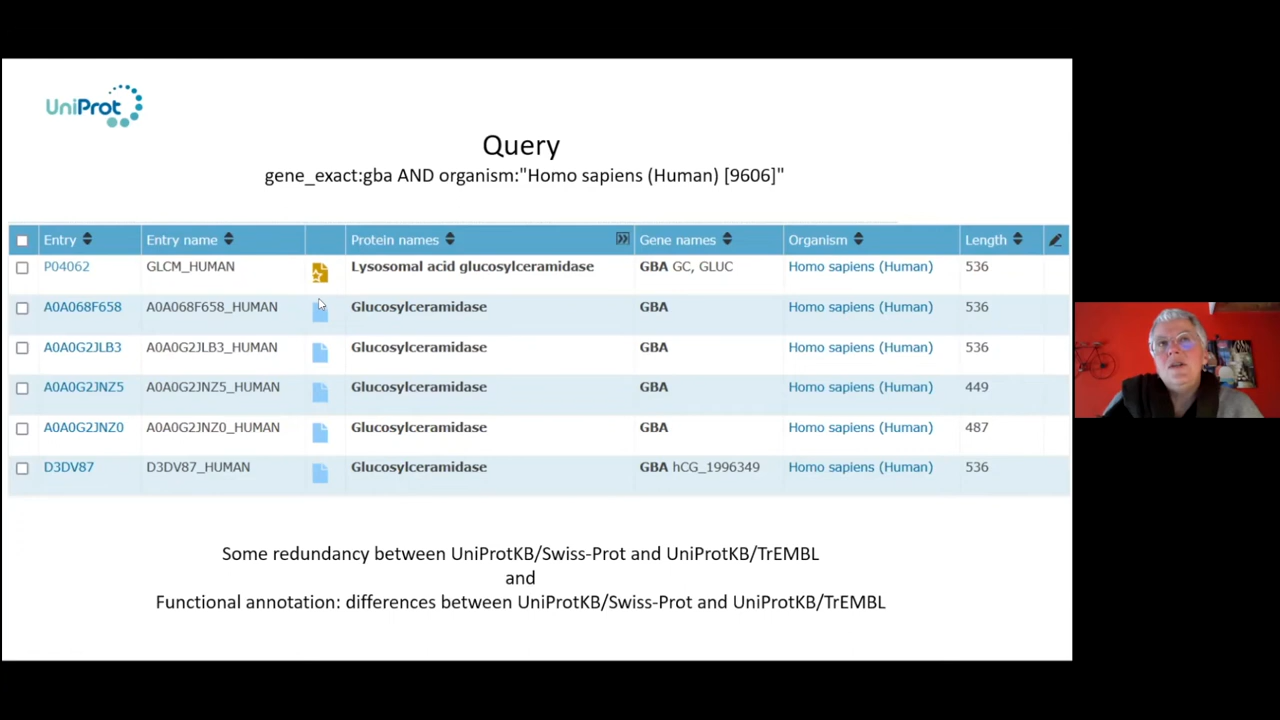 UniProt
Query
gene_exact:gba AND organism:"Homo sapiens (Human) [9606]"
Entry Entry name Protein names Gene names Organism Length
P04062 GLCM_HUMAN Lysosomal acid glucosylceramidase GBA GC, GLUC Homo sapiens (Human) 536
A0A068F658 A0A068F658_HUMAN Glucosylceramidase GBA Homo sapiens (Human) 536
A0A0G2JLB3 A0A0G2JLB3_HUMAN Glucosylceramidase GBA Homo sapiens (Human) 536
A0A0G2JNZ5 A0A0G2JNZ5_HUMAN Glucosylceramidase GBA Homo sapiens (Human) 449
A0A0G2JNZ0 A0A0G2JNZ0_HUMAN Glucosylceramidase GBA Homo sapiens (Human) 487
D3DV87 D3DV87_HUMAN Glucosylceramidase GBA hCG_1996349 Homo sapiens (Human) 536
Some redundancy between UniProtKB/Swiss-Prot and UniProtKB/TrEMBL
and
Functional annotation: differences between UniProtKB/Swiss-Prot and UniProtKB/TrEMBL